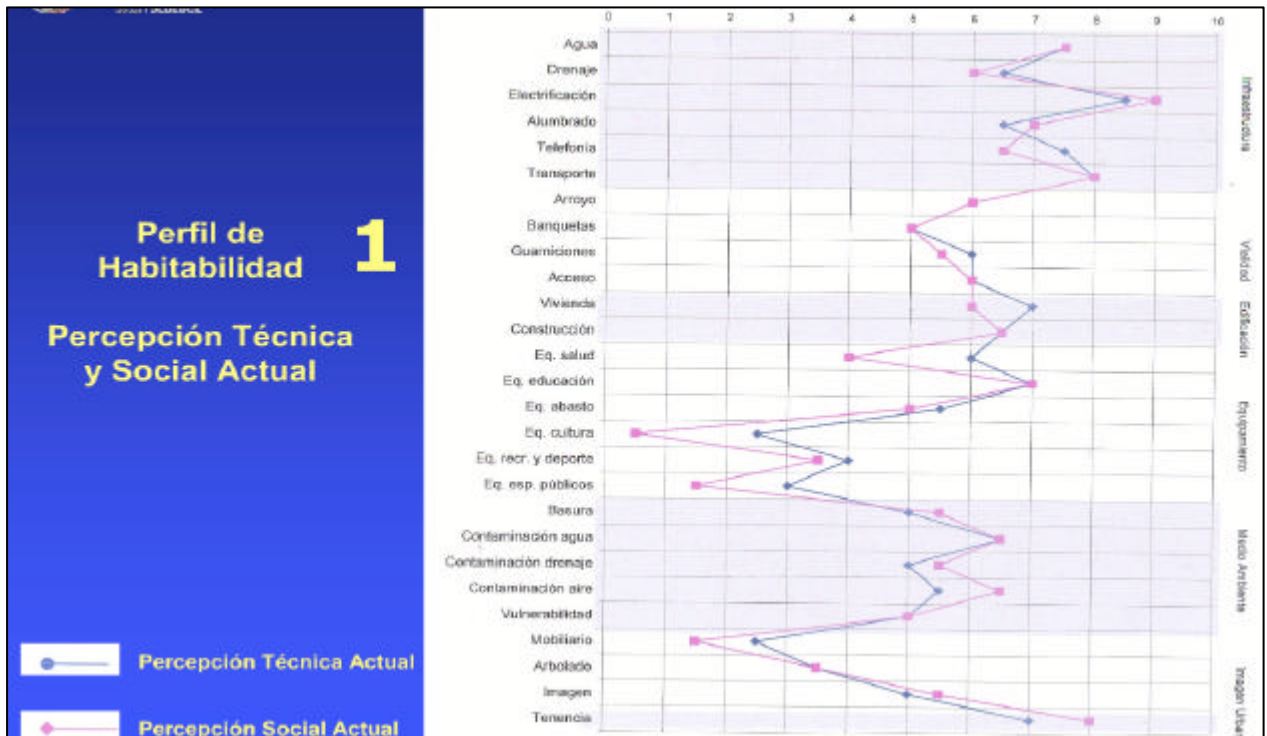 Perfil de
Habitabilidad
1
Percepción Técnica
y Social Actual
Percepción Técnica Actual
Percepción Social Actual
0 1 2 3 4 5 6 7 8 9 10
Agua
Drenaje
Electrificación
Alumbrado
Telefonía
Transporte
Arroyo
Banquetas
Guarniciones
Acceso
Vivienda
Construcción
Eq. salud
Eq. educación
Eq. abasto
Eq. cultura
Eq. recr. y deporte
Eq. esp. públicos
Basura
Contaminación agua
Contaminación drenaje
Contaminación aire
Vulnerabilidad
Mobiliario
Arbolado
Imagen
Tenencia
Infraestructura
Vialidad
Edificación
Equipamiento
Medio Ambiente
Imagen